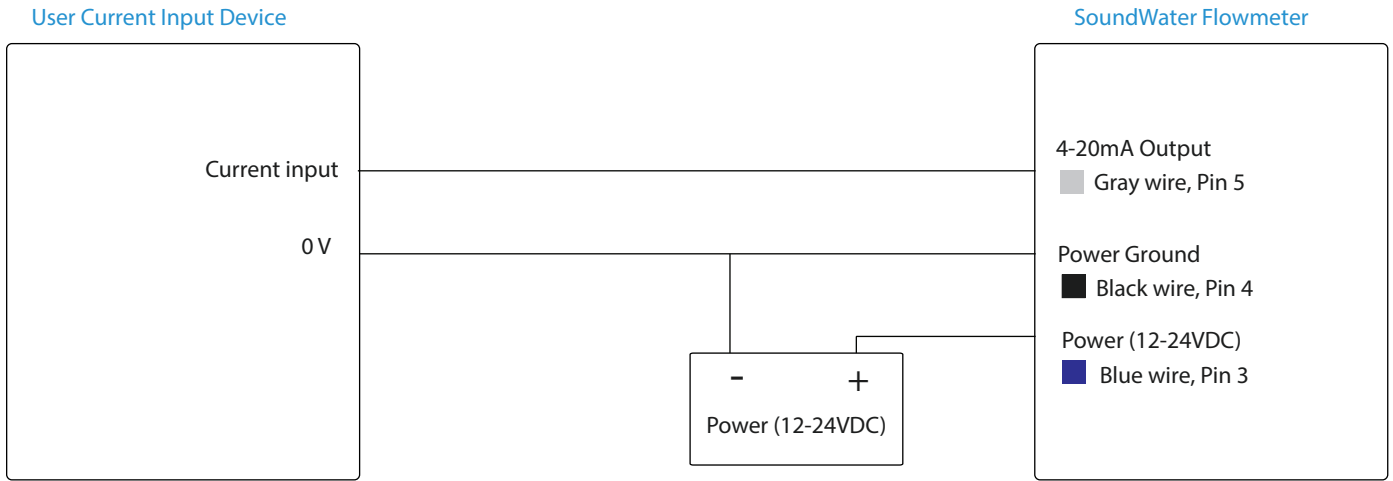 User Current Input Device
SoundWater Flowmeter
Current input
0 V
4-20mA Output
Gray wire, Pin 5
Power Ground
Black wire, Pin 4
Power (12-24VDC)
Blue wire, Pin 3
- +
Power (12-24VDC)